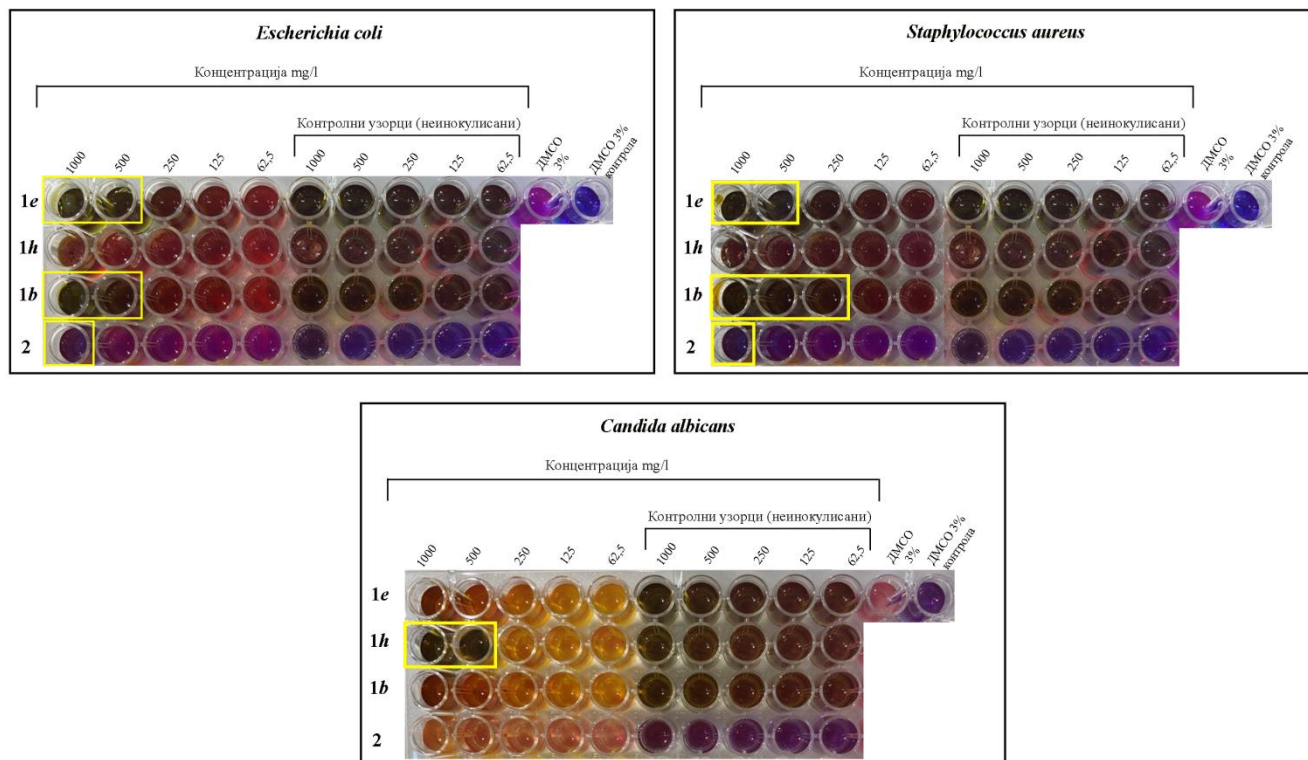 Escherichia coli
Концентрација mg/l
Контролни узорци (неинокулисани)
1000 500 250 125 62,5 1000 500 250 125 62,5 ДМСО 3% ДМСО 3% контрола
1e
1h
1b
2
Staphylococcus aureus
Концентрација mg/l
Контролни узорци (неинокулисани)
1000 500 250 125 62,5 1000 500 250 125 62,5 ДМСО 3% ДМСО 3% контрола
1e
1h
1b
2
Candida albicans
Концентрација mg/l
Контролни узорци (неинокулисани)
1000 500 250 125 62,5 1000 500 250 125 62,5 ДМСО 3% ДМСО 3% контрола
1e
1h
1b
2